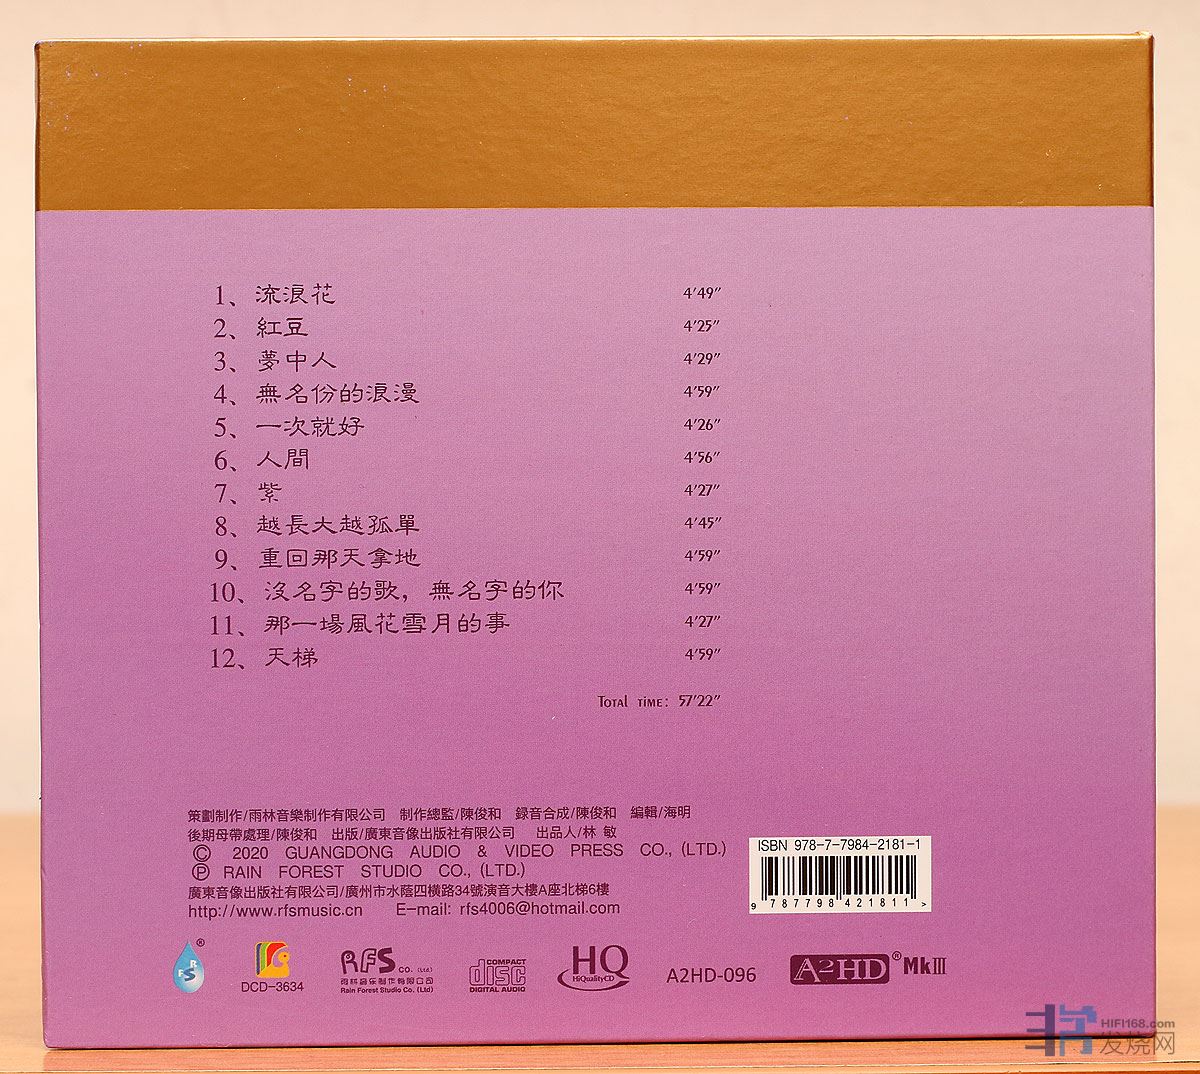 1、流浪花 4'49"
2、紅豆 4'25"
3、夢中人 4'29"
4、無名份的浪漫 4'59"
5、一次就好 4'26"
6、人間 4'56"
7、紫 4'27"
8、越長大越孤單 4'45"
9、重回那天拿地 4'59"
10、沒名字的歌，無名字的你 4'59"
11、那一場風花雪月的事 4'27"
12、天梯 4'59"
Total time: 57'22"
策劃制作/雨林音樂制作有限公司 制作總監/陳俊和 録音合成/陳俊和 編輯/海明
後期母帶處理/陳俊和 出版/廣東音像出版社有限公司 出品人/林 敏
Ⓒ 2020 GUANGDONG AUDIO & VIDEO PRESS CO., (LTD.)
Ⓟ RAIN FOREST STUDIO CO., (LTD.)
廣東音像出版社有限公司/廣州市水蔭四橫路34號演音大樓A座北梯6樓
http://www.rfsmusic.cn E-mail: rfs4006@hotmail.com
ISBN 978-7-7984-2181-1
9 787798 421811 >
RFS®
DCD-3634
RFS CO. (Ltd.)
雨林音乐制作有限公司
Rain Forest Studio Co. (Ltd)
COMPACT disc DIGITAL AUDIO
HQ
HiQualityCD
A2HD-096
A2HD® MkIII
HIFI168.com
发烧网